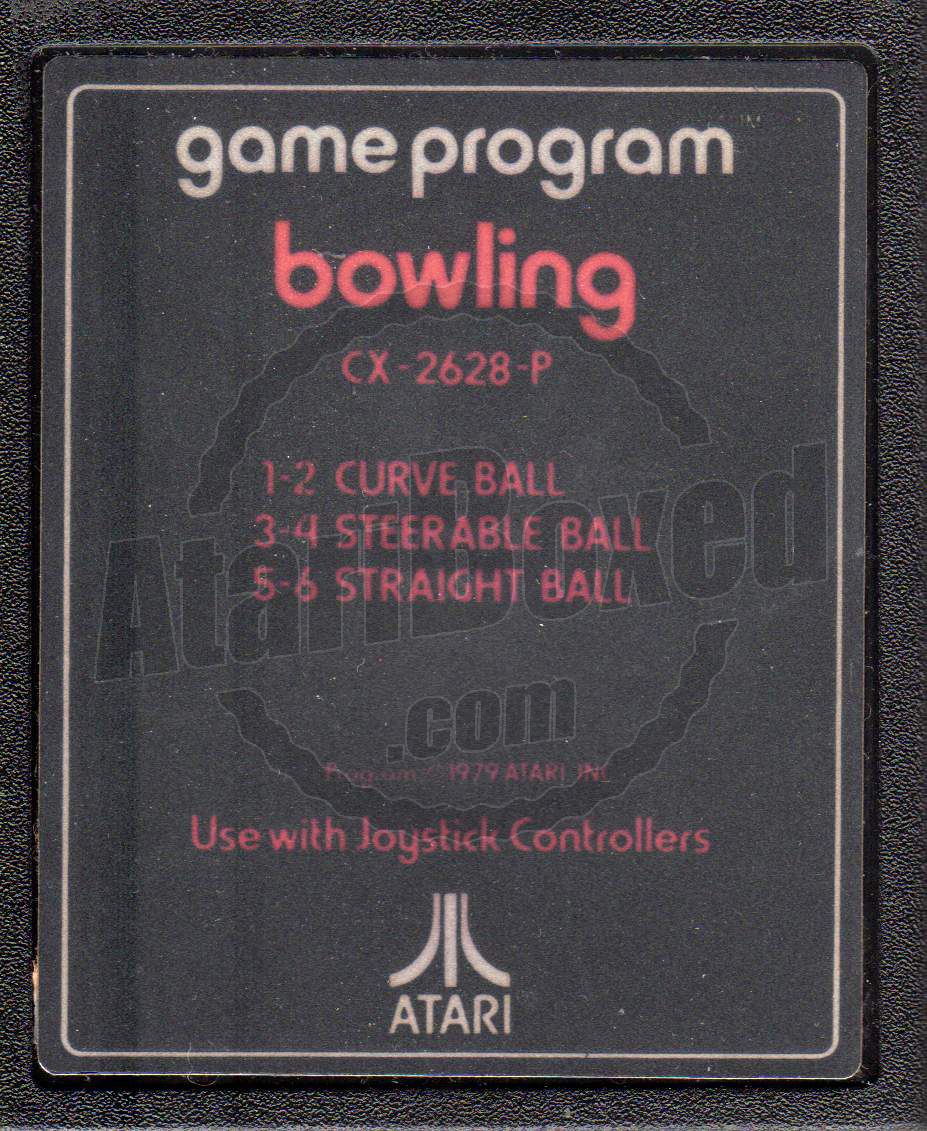 game program
bowling
CX-2628-P
1-2 CURVE BALL
3-4 STEERABLE BALL
5-6 STRAIGHT BALL
AtariBoxed
.com
Program © 1979 ATARI, INC.
Use with Joystick Controllers
ATARI